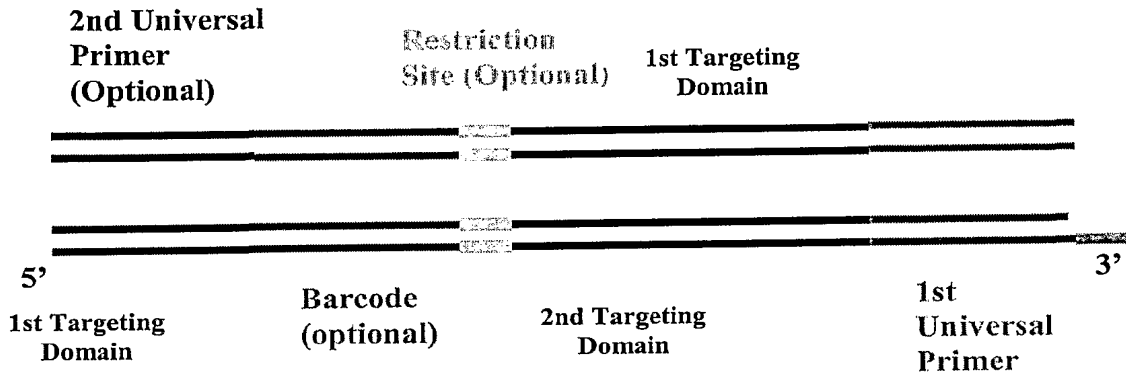 2nd Universal
Primer
(Optional)
Restriction
Site (Optional)
1st Targeting
Domain
5’
3’
1st Targeting
Domain
Barcode
(optional)
2nd Targeting
Domain
1st
Universal
Primer